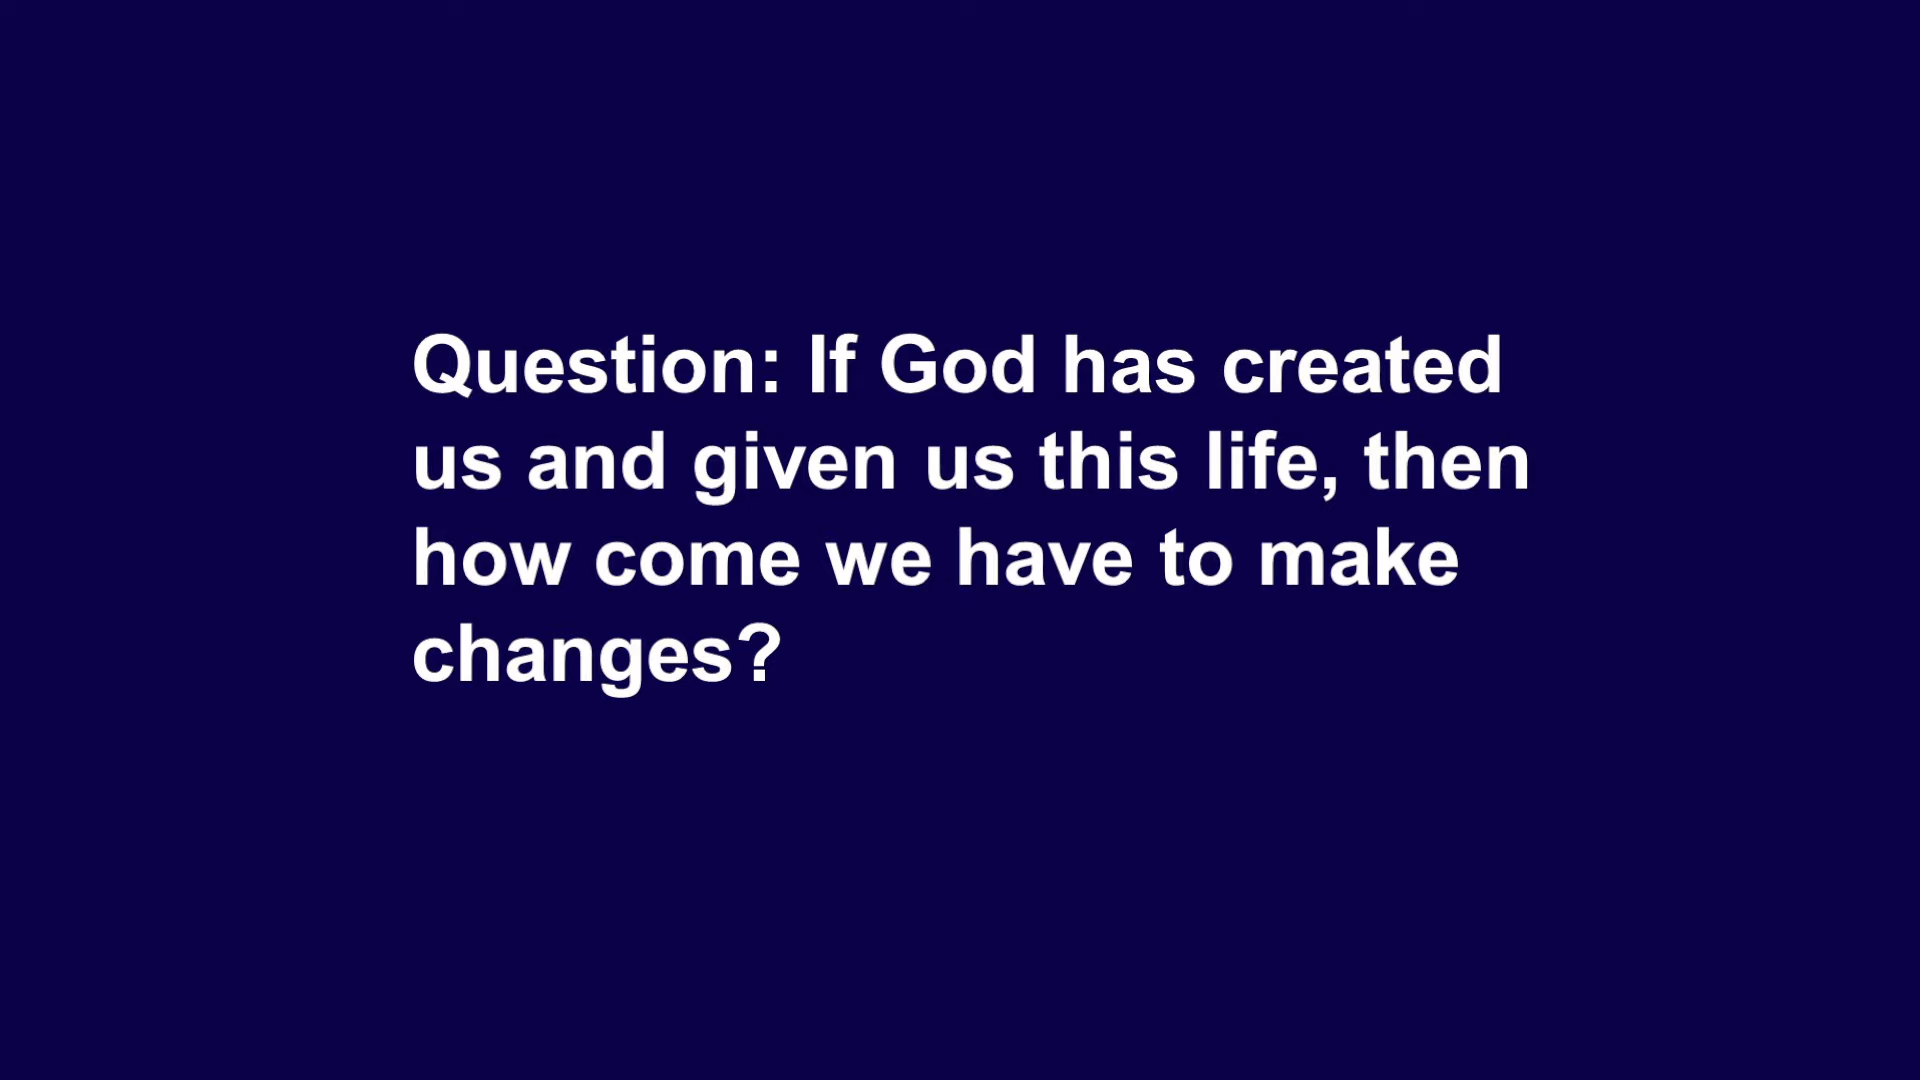 Question: If God has created
us and given us this life, then
how come we have to make
changes?